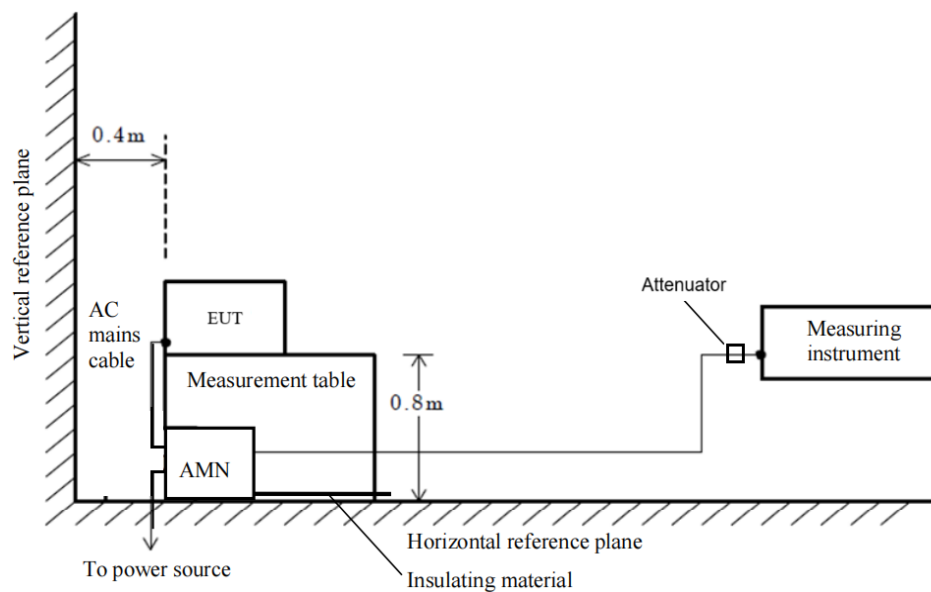 Vertical reference plane
0.4m
AC
mains
cable
EUT
Measurement table
0.8m
AMN
Attenuator
Measuring
instrument
Horizontal reference plane
To power source
Insulating material